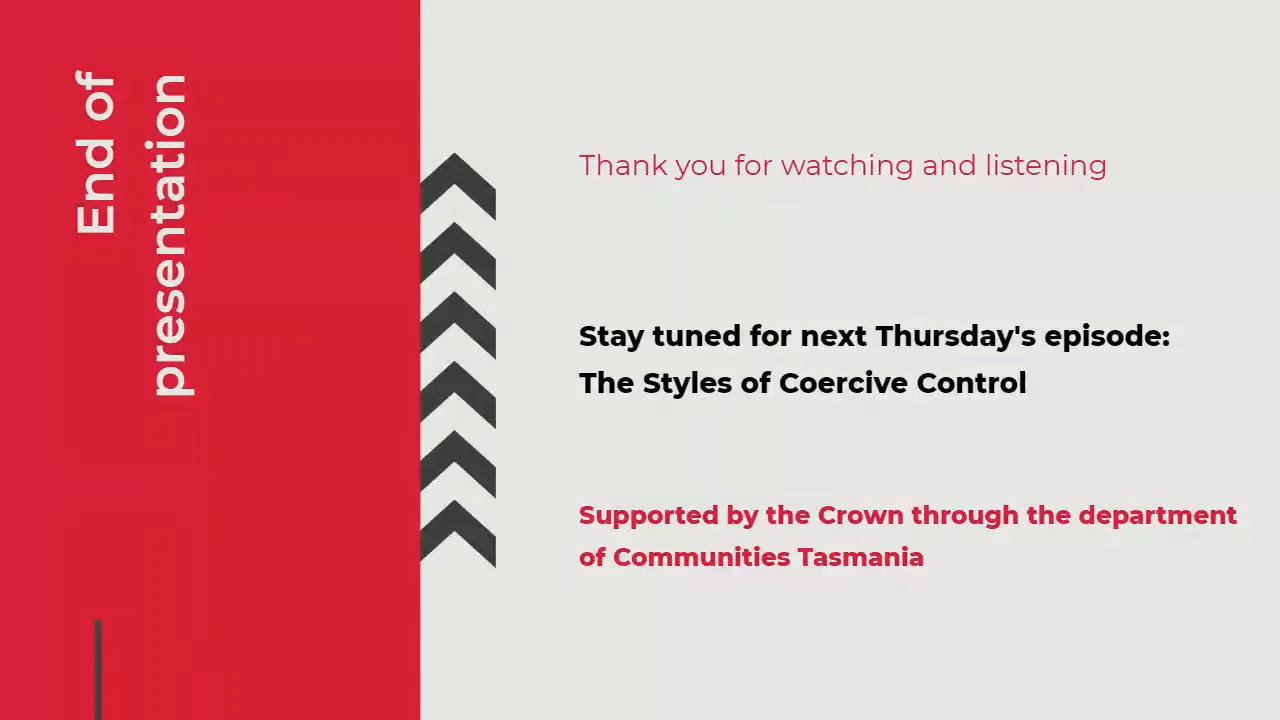 End of
presentation
Thank you for watching and listening
Stay tuned for next Thursday's episode:
The Styles of Coercive Control
Supported by the Crown through the department
of Communities Tasmania